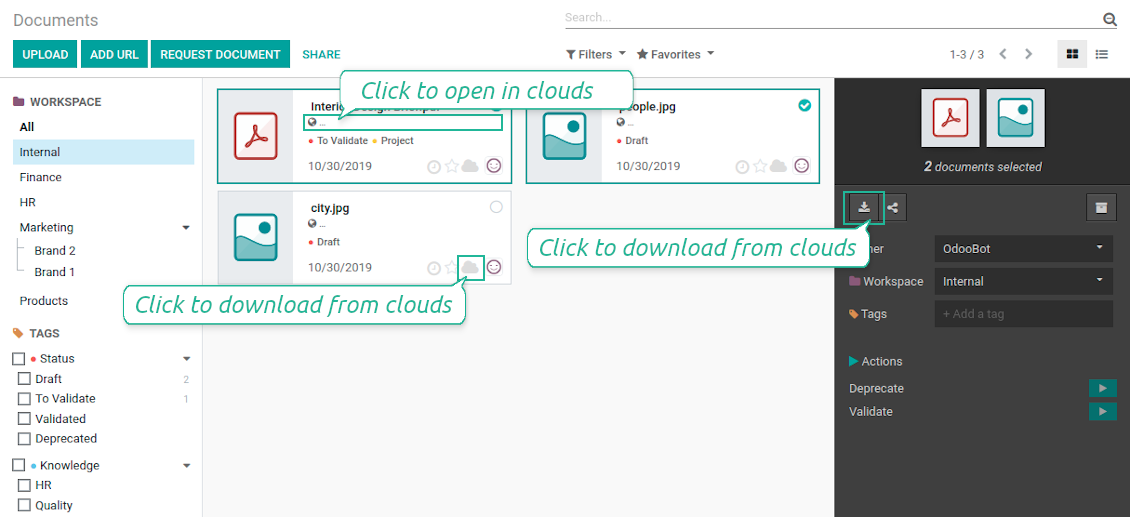 Documents
Search...
UPLOAD ADD URL REQUEST DOCUMENT SHARE
Filters Favorites 1-3 / 3
WORKSPACE
All
Internal
Finance
HR
Marketing
Brand 2
Brand 1
Products
TAGS
Status
Draft 2
To Validate 1
Validated
Deprecated
Knowledge
HR
Quality
Click to open in clouds
...
To Validate Project
10/30/2019
people.jpg
...
Draft
10/30/2019
city.jpg
...
Draft
10/30/2019
Click to download from clouds
2 documents selected
Click to download from clouds
OdooBot
Workspace Internal
Tags + Add a tag
Actions
Deprecate
Validate